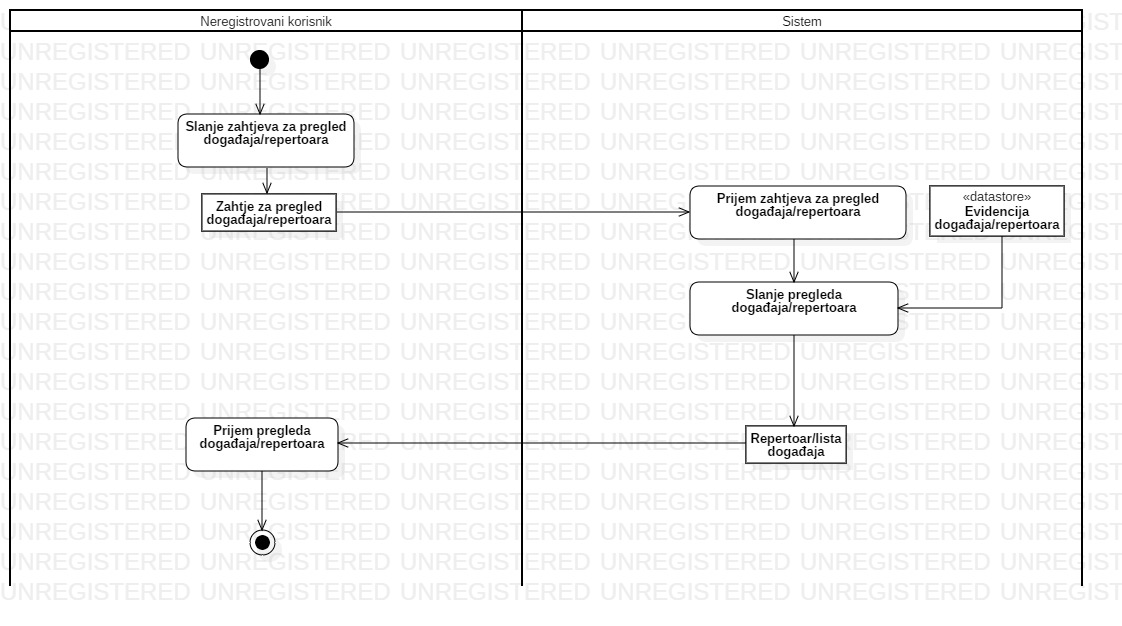 Neregistrovani korisnik
Sistem
Slanje zahtjeva za pregled
događaja/repertoara
Zahtje za pregled
događaja/repertoara
Prijem zahtjeva za pregled
događaja/repertoara
«datastore»
Evidencija
događaja/repertoara
Slanje pregleda
događaja/repertoara
Repertoar/lista
događaja
Prijem pregleda
događaja/repertoara
UNREGISTERED